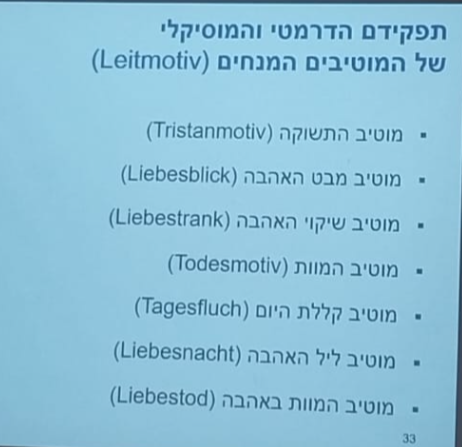 תפקידם הדרמטי והמוסיקלי
של המוטיבים המנחים (Leitmotiv)
▪ מוטיב התשוקה (Tristanmotiv)
▪ מוטיב מבט האהבה (Liebesblick)
▪ מוטיב שיקוי האהבה (Liebestrank)
▪ מוטיב המוות (Todesmotiv)
▪ מוטיב קללת היום (Tagesfluch)
▪ מוטיב ליל האהבה (Liebesnacht)
▪ מוטיב המוות באהבה (Liebestod)
33